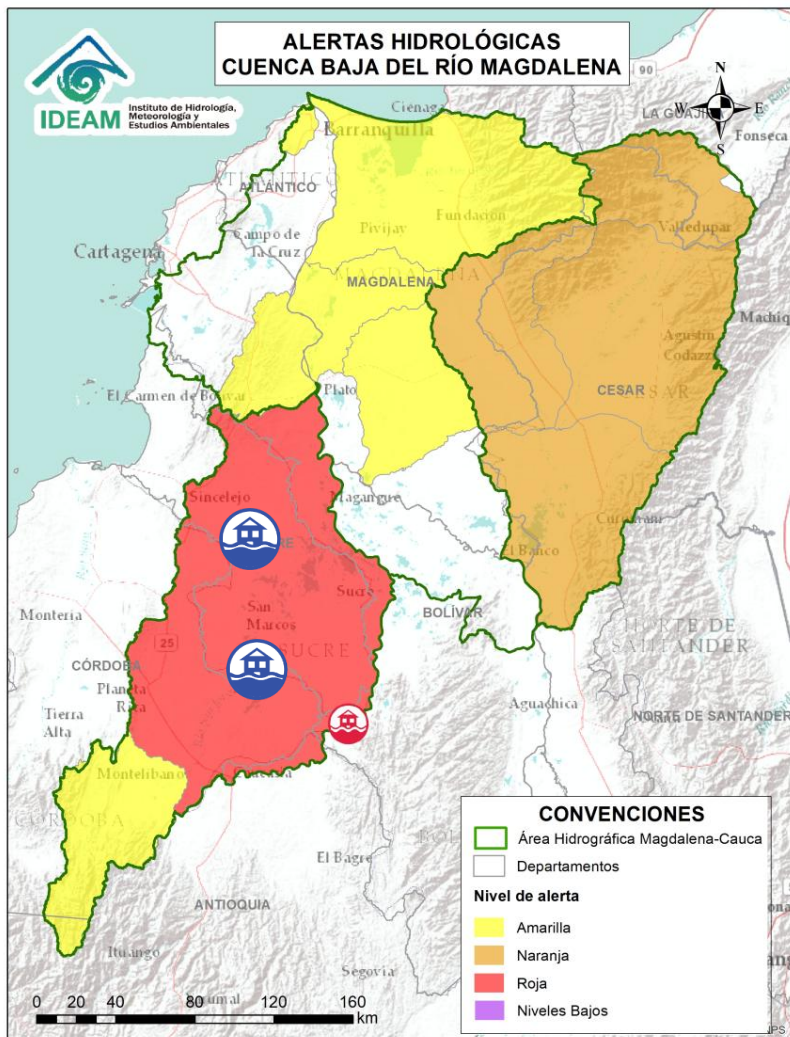 ALERTAS HIDROLÓGICAS
CUENCA BAJA DEL RÍO MAGDALENA
IDEAM
Instituto de Hidrología,
Meteorología y
Estudios Ambientales
N
W
E
S
90
Ciénaga
LA GUAJIRA
Barranquilla
Fonseca
ATLÁNTICO
Pivijay
Fundación
Valledupar
Campo de
La Cruz
Cartagena
MAGDALENA
Agustín
Codazzi
CESAR
CESAR
El Carmen de Bolívar
Plato
Sincelejo
Magangué
Curumaní
El Banco
Sucre
BOLÍVAR
Montería
San
Marcos
25
SUCRE
NORTE DE
SANTANDER
CÓRDOBA
Planeta
Rica
Tierra
Alta
Aguachica
NORTE DE SANTANDER
Montelíbano
CÓRDOBA
El Bagre
ANTIOQUIA
Ituango
Segovia
CONVENCIONES
Área Hidrográfica Magdalena-Cauca
Departamentos
Nivel de alerta
Amarilla
Naranja
Roja
Niveles Bajos
0 20 40 80 120 160
km